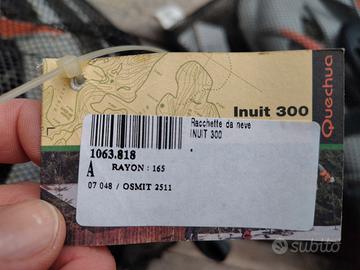 Quechua
Inuit 300
Racchette da neve
INUIT 300
1063.818
A RAYON : 165
07 048 / OSMIT 2511
subito